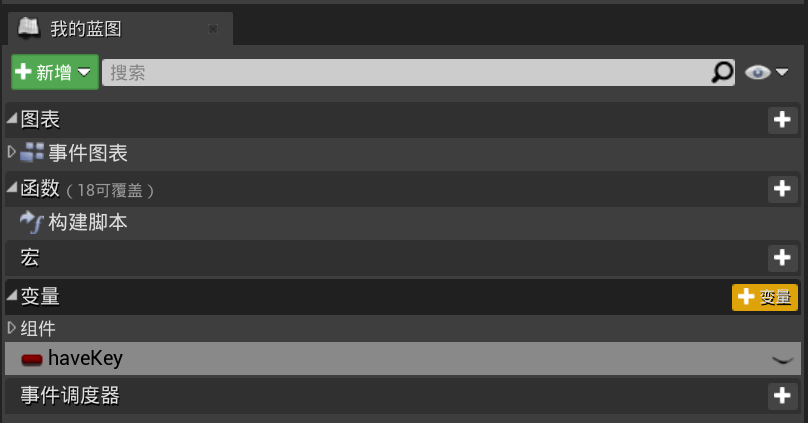 我的蓝图
新增 搜索
图表
事件图表
函数 (18可覆盖)
构建脚本
宏
变量 变量
组件
haveKey
事件调度器